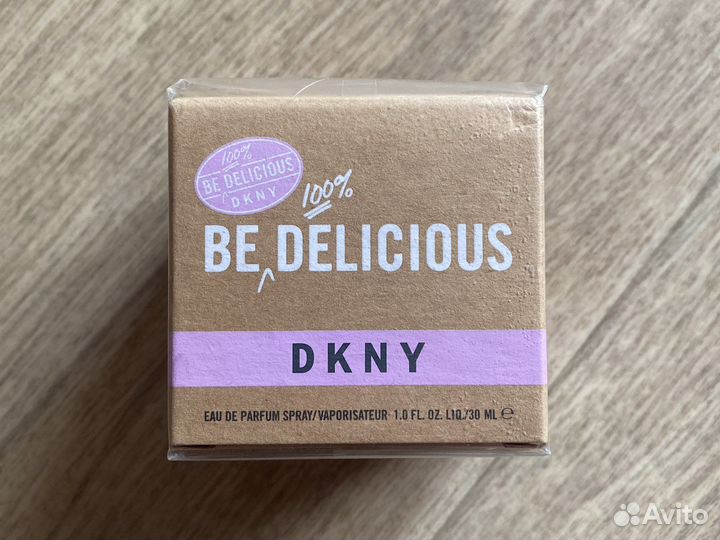 100%
BE DELICIOUS
DKNY
100%
BE DELICIOUS
DKNY
EAU DE PARFUM SPRAY/VAPORISATEUR 1.0 FL. OZ. LIQ./30 ML ℮
Avito